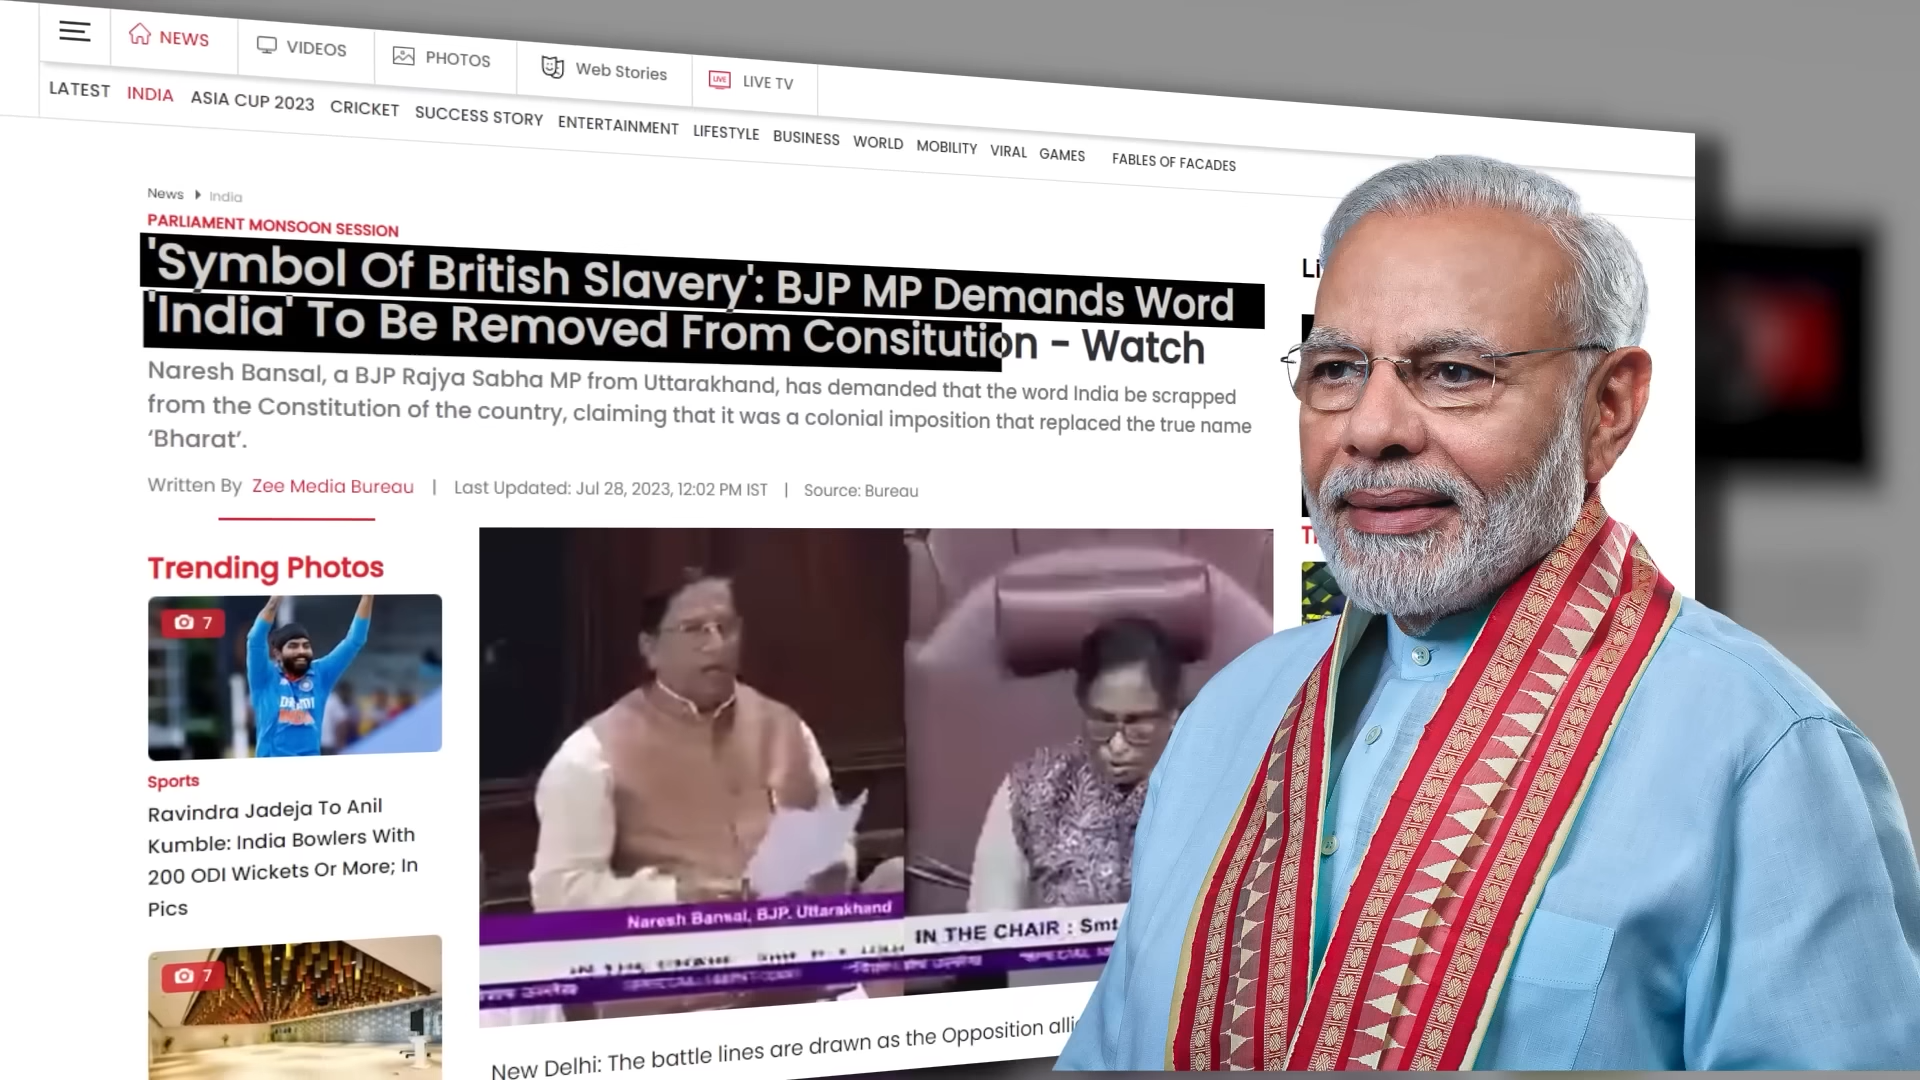 NEWS
VIDEOS
PHOTOS
Web Stories
LIVE
LIVE TV
LATEST INDIA ASIA CUP 2023 CRICKET SUCCESS STORY ENTERTAINMENT LIFESTYLE BUSINESS WORLD MOBILITY VIRAL GAMES FABLES OF FACADES
News India
PARLIAMENT MONSOON SESSION
'Symbol Of British Slavery': BJP MP Demands Word
'India' To Be Removed From Consitution - Watch
Naresh Bansal, a BJP Rajya Sabha MP from Uttarakhand, has demanded that the word India be scrapped
from the Constitution of the country, claiming that it was a colonial imposition that replaced the true name
‘Bharat’.
Written By Zee Media Bureau | Last Updated: Jul 28, 2023, 12:02 PM IST | Source: Bureau
Trending Photos
7
Sports
Ravindra Jadeja To Anil
Kumble: India Bowlers With
200 ODI Wickets Or More; In
Pics
7
Naresh Bansal, BJP, Uttarakhand
IN THE CHAIR : Smt
New Delhi: The battle lines are drawn as the Opposition